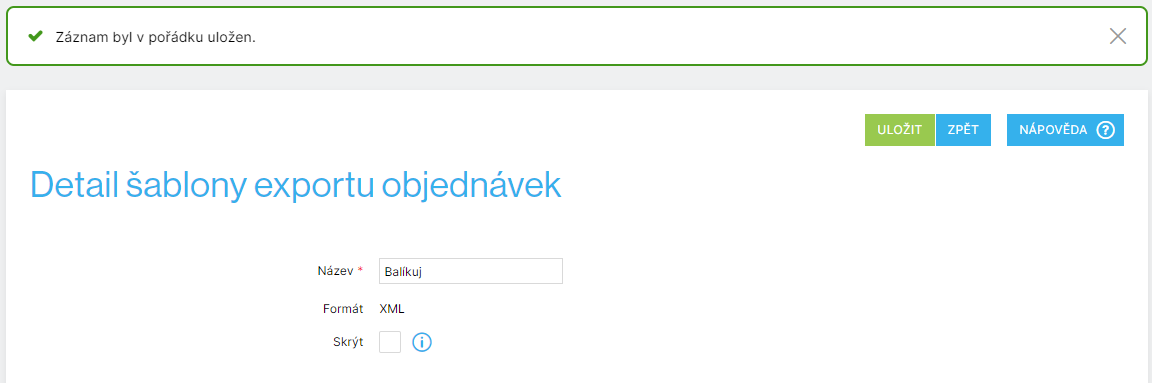 Záznam byl v pořádku uložen.
ULOŽIT ZPĚT NÁPOVĚDA ?
Detail šablony exportu objednávek
Název * Balíkuj
Formát XML
Skrýt i